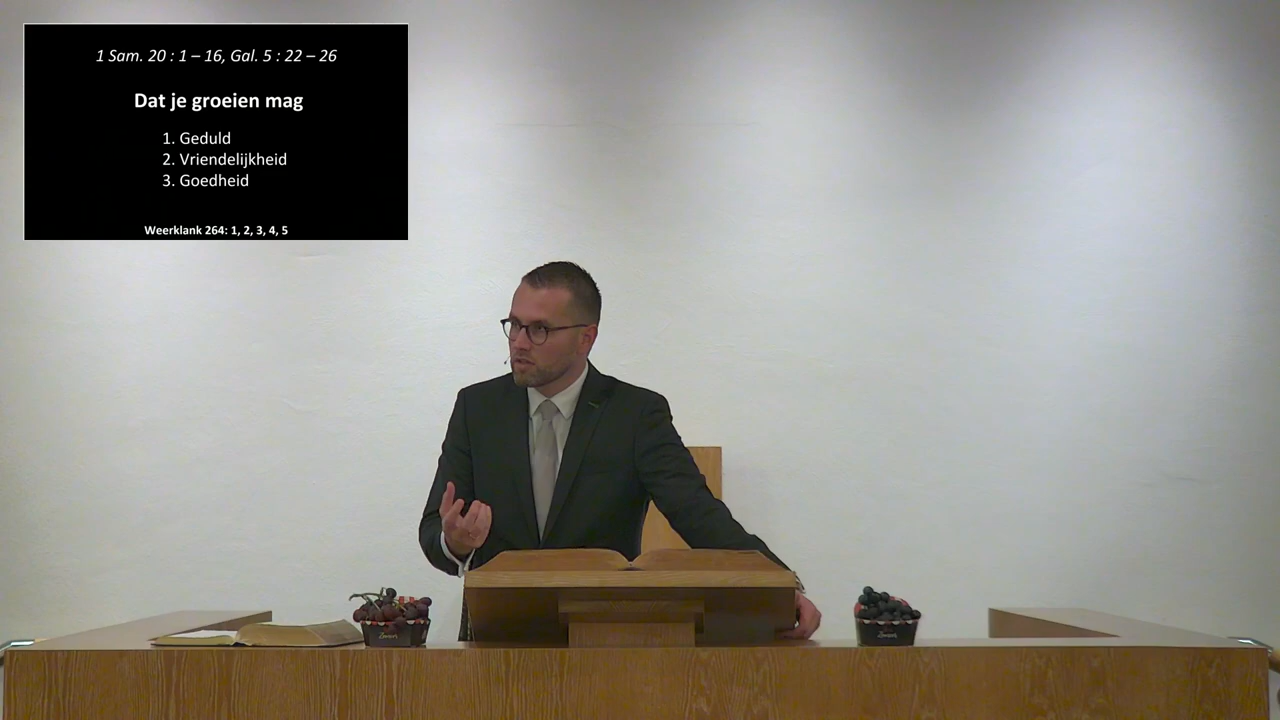 1 Sam. 20 : 1 – 16, Gal. 5 : 22 – 26
Dat je groeien mag
1. Geduld
2. Vriendelijkheid
3. Goedheid
Weerklank 264: 1, 2, 3, 4, 5